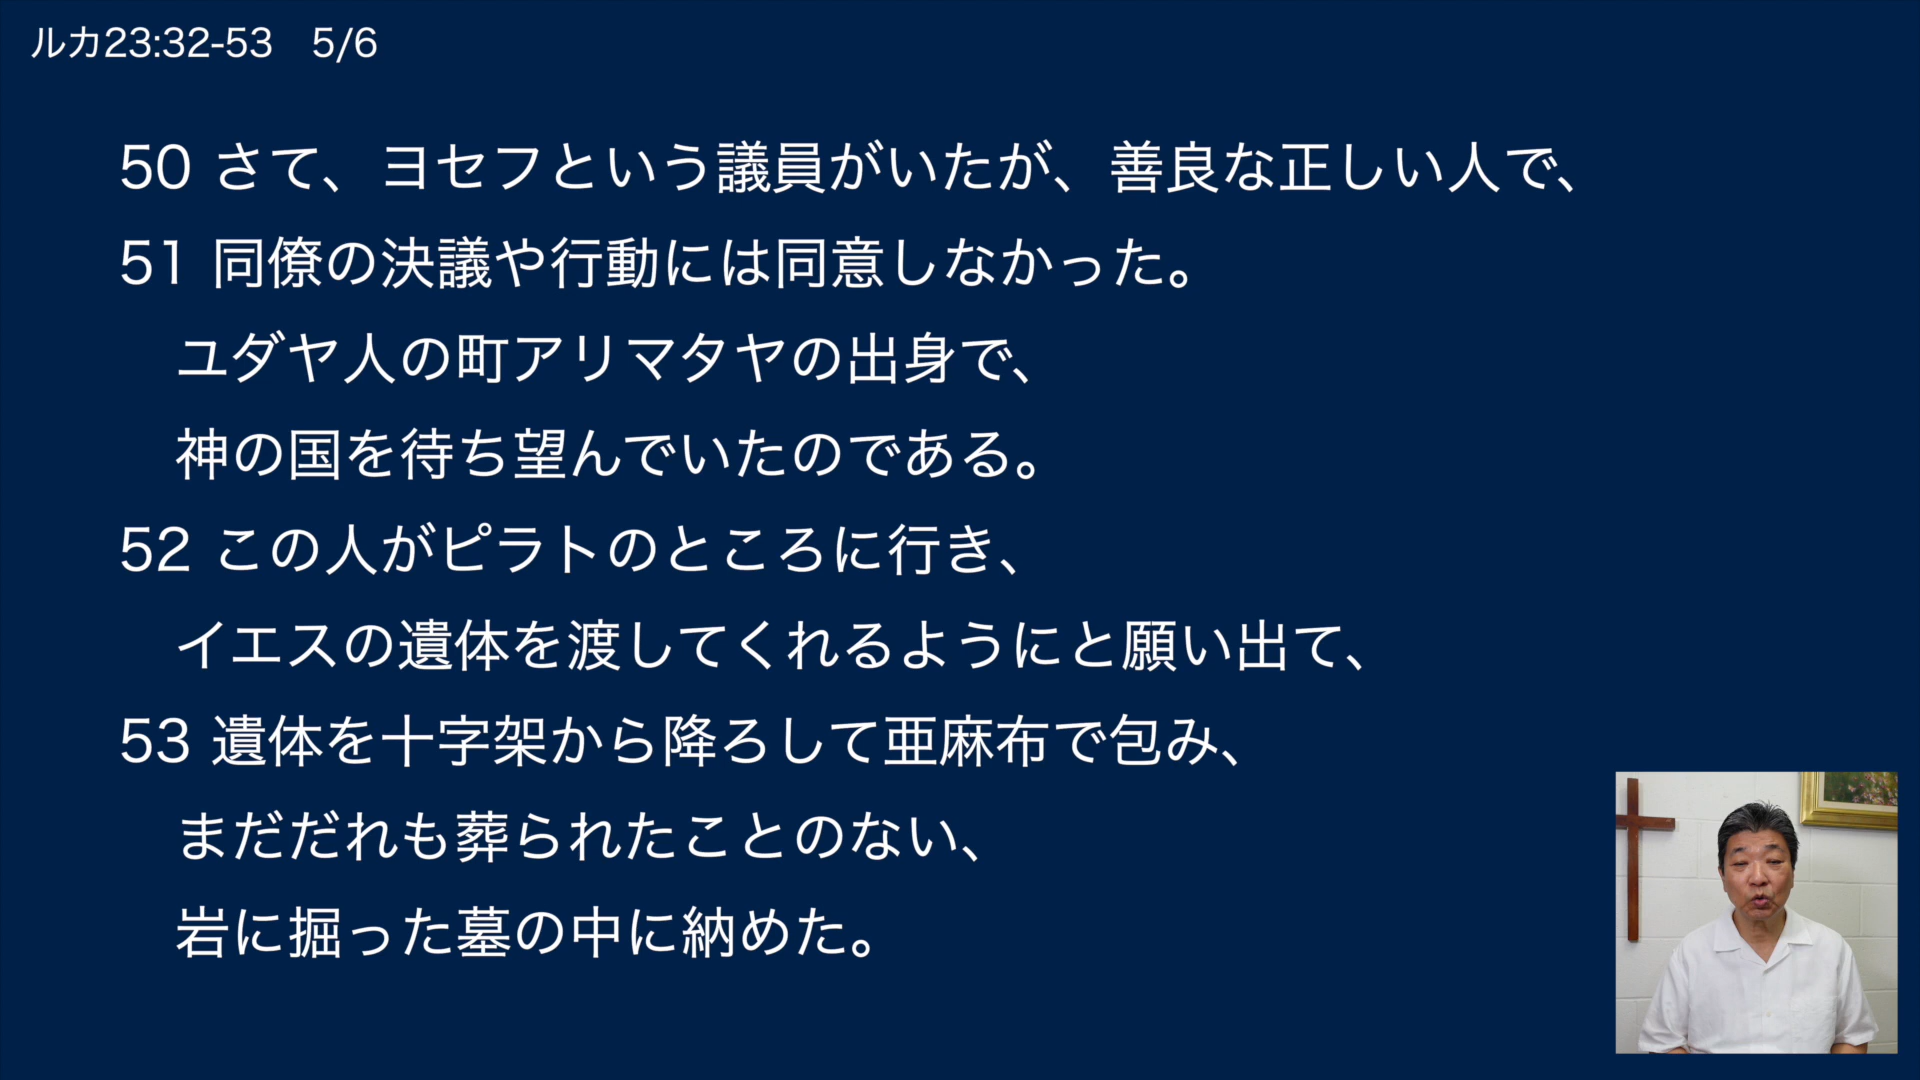 ルカ23:32-53　5/6
50 さて、ヨセフという議員がいたが、善良な正しい人で、
51 同僚の決議や行動には同意しなかった。
ユダヤ人の町アリマタヤの出身で、
神の国を待ち望んでいたのである。
52 この人がピラトのところに行き、
イエスの遺体を渡してくれるようにと願い出て、
53 遺体を十字架から降ろして亜麻布で包み、
まだだれも葬られたことのない、
岩に掘った墓の中に納めた。